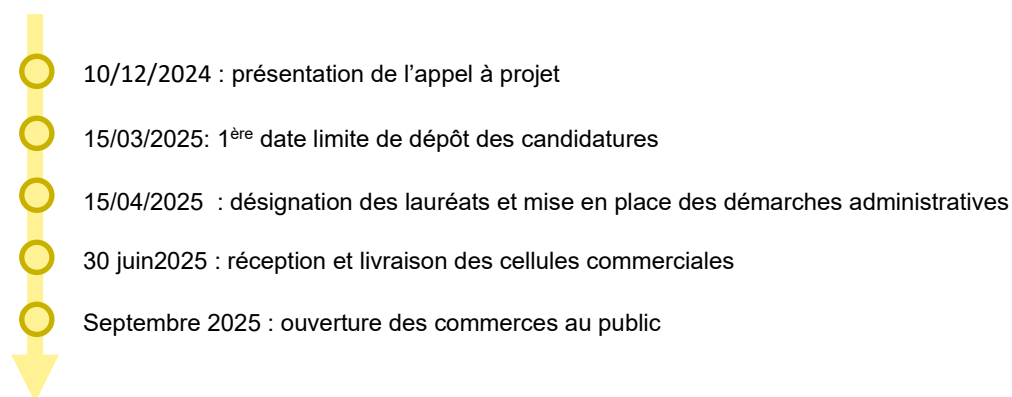 10/12/2024 : présentation de l’appel à projet
15/03/2025: 1ère date limite de dépôt des candidatures
15/04/2025  : désignation des lauréats et mise en place des démarches administratives
30 juin2025 : réception et livraison des cellules commerciales
Septembre 2025 : ouverture des commerces au public